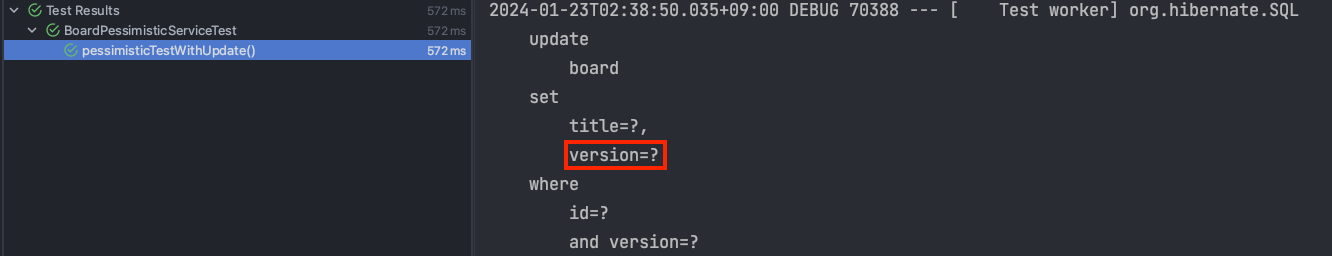 Test Results 572 ms
BoardPessimisticServiceTest 572 ms
pessimisticTestWithUpdate() 572 ms
2024-01-23T02:38:50.035+09:00 DEBUG 70388 --- [    Test worker] org.hibernate.SQL
update
board
set
title=?,
version=?
where
id=?
and version=?